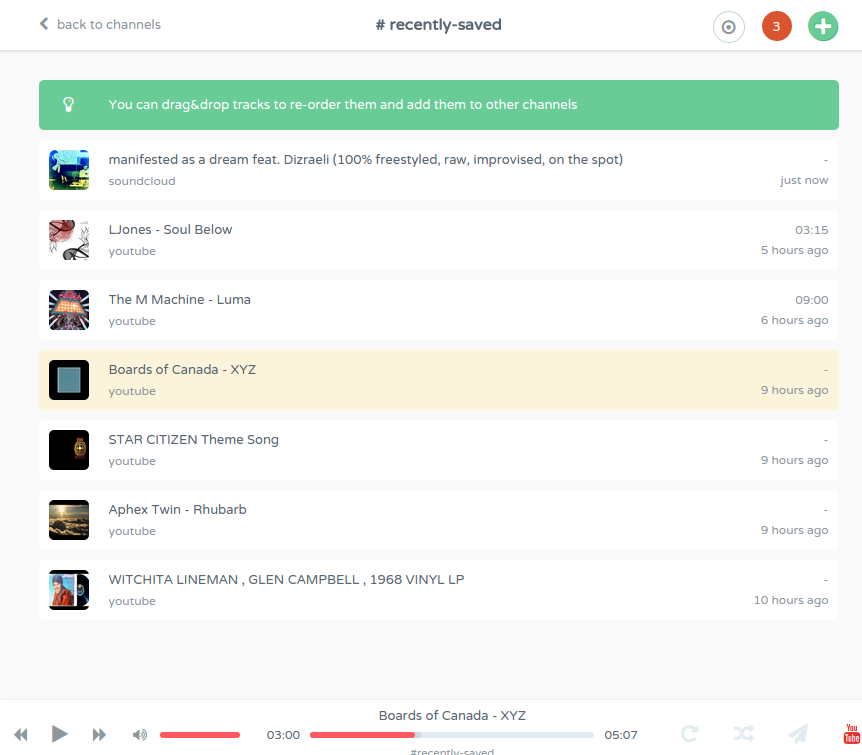 back to channels
# recently-saved
3
You can drag&drop tracks to re-order them and add them to other channels
manifested as a dream feat. Dizraeli (100% freestyled, raw, improvised, on the spot)
-
soundcloud
just now
LJones - Soul Below
03:15
youtube
5 hours ago
The M Machine - Luma
09:00
youtube
6 hours ago
Boards of Canada - XYZ
-
youtube
9 hours ago
STAR CITIZEN Theme Song
-
youtube
9 hours ago
Aphex Twin - Rhubarb
-
youtube
9 hours ago
WITCHITA LINEMAN , GLEN CAMPBELL , 1968 VINYL LP
-
youtube
10 hours ago
Boards of Canada - XYZ
03:00
05:07
You
Tube
#recently-saved